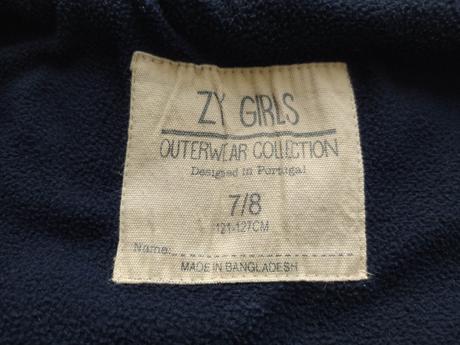 ZY GIRLS
OUTERWEAR COLLECTION
Designed in Portugal
7/8
121-127CM
Name:
MADE IN BANGLADESH